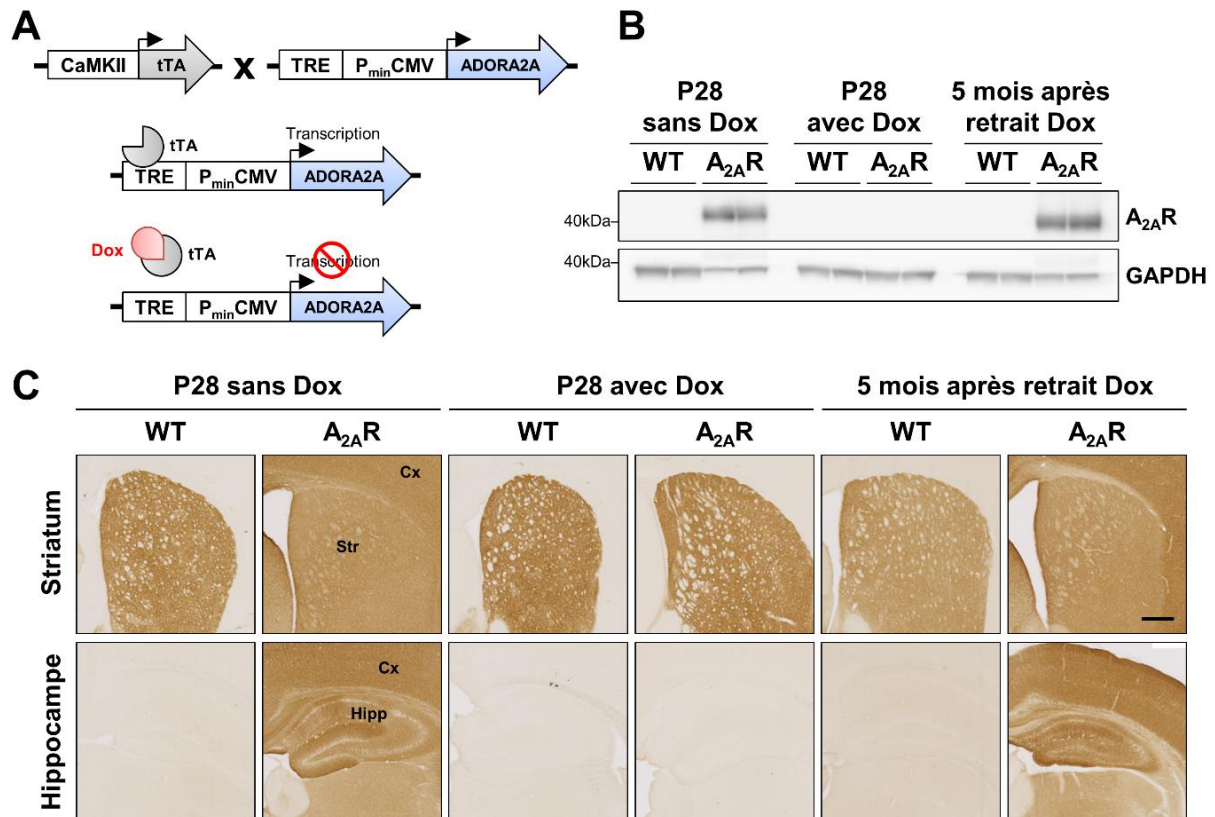 A
CaMKII tTA X TRE PminCMV ADORA2A
tTA Transcription
TRE PminCMV ADORA2A
Dox tTA Transcription
TRE PminCMV ADORA2A
B
P28 sans Dox P28 avec Dox 5 mois après retrait Dox
WT A2AR WT A2AR WT A2AR
40kDa A2AR
40kDa GAPDH
C
P28 sans Dox P28 avec Dox 5 mois après retrait Dox
WT A2AR WT A2AR WT A2AR
Striatum
Cx
Str
Hippocampe
Cx
Hipp